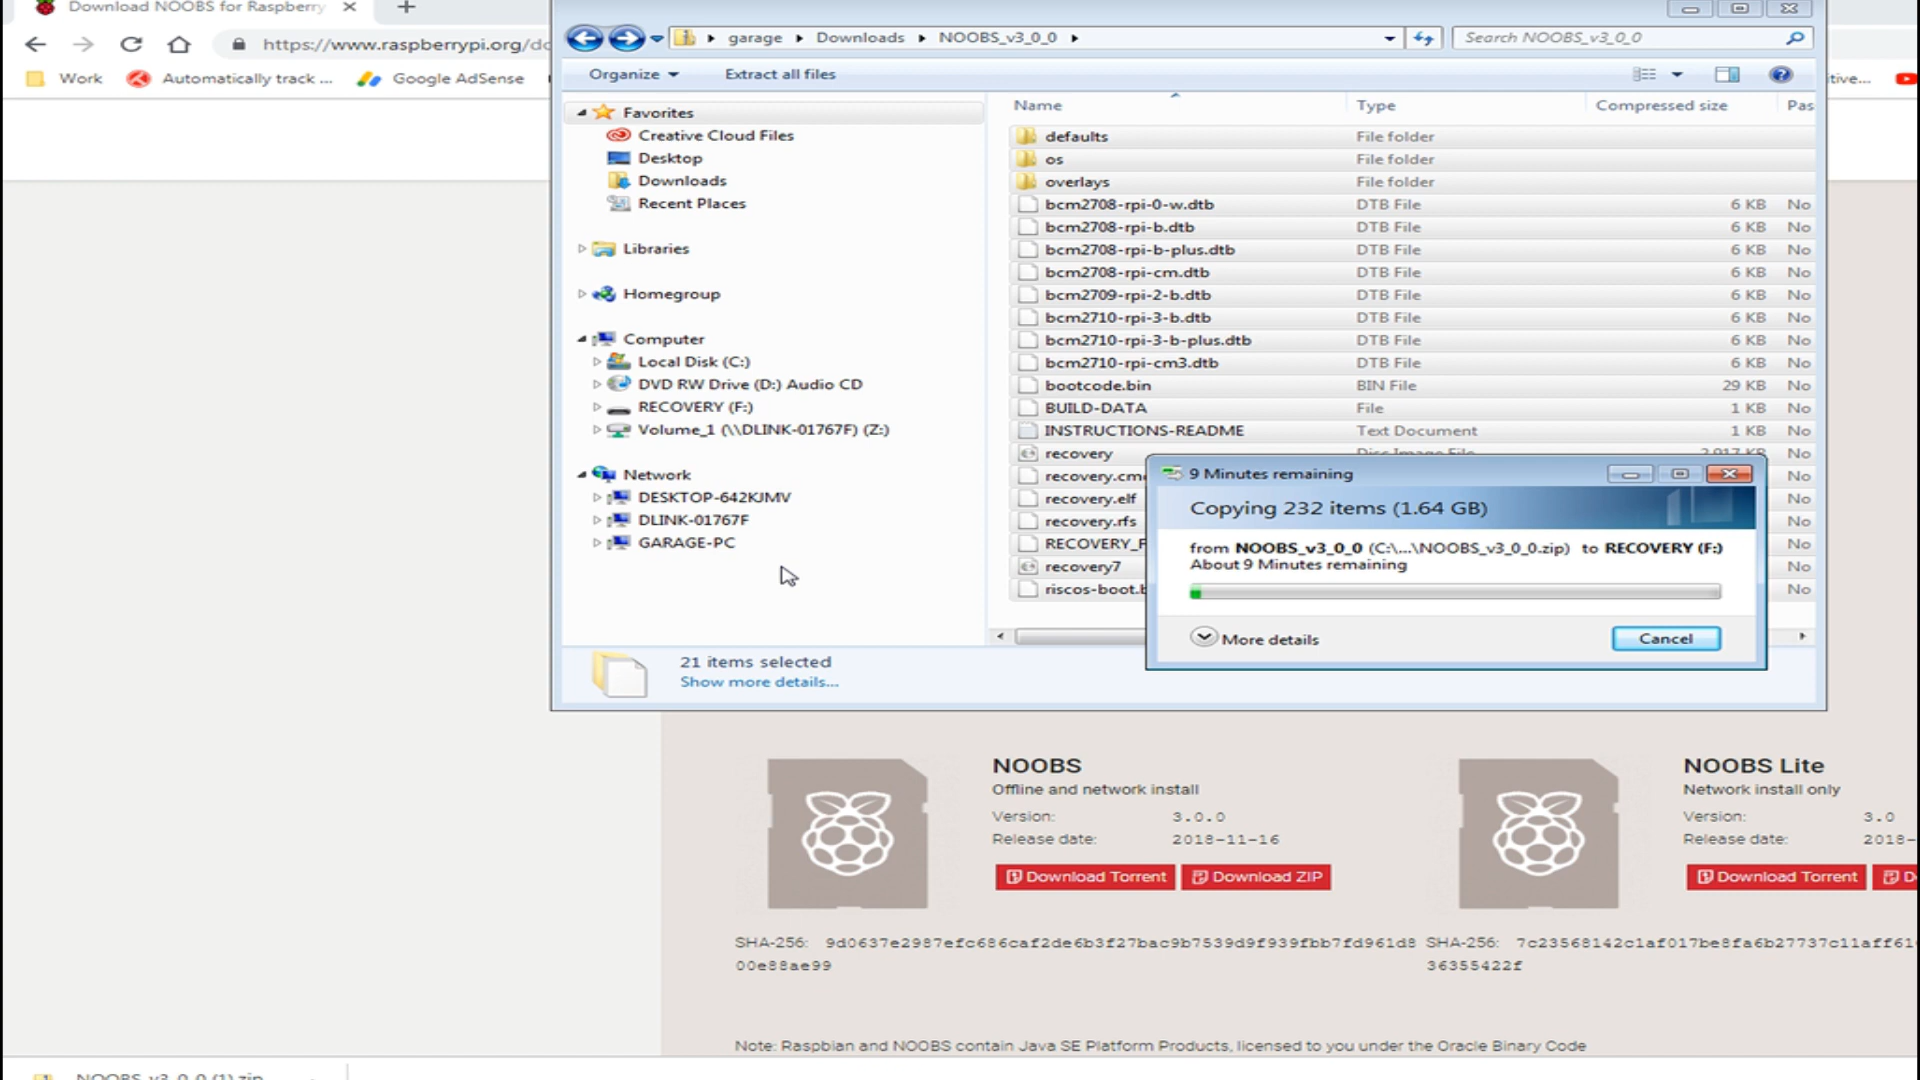 Download NOOBS for Raspberry
https://www.raspberrypi.org/do
Work
Automatically track ...
Google AdSense
garage
Downloads
NOOBS_v3_0_0
Search NOOBS_v3_0_0
Organize
Extract all files
Favorites
Creative Cloud Files
Desktop
Downloads
Recent Places
Libraries
Homegroup
Computer
Local Disk (C:)
DVD RW Drive (D:) Audio CD
RECOVERY (F:)
Volume_1 (\\DLINK-01767F) (Z:)
Network
DESKTOP-642KJMV
DLINK-01767F
GARAGE-PC
Name Type Compressed size Pas
defaults File folder
os File folder
overlays File folder
bcm2708-rpi-0-w.dtb DTB File 6 KB No
bcm2708-rpi-b.dtb DTB File 6 KB No
bcm2708-rpi-b-plus.dtb DTB File 6 KB No
bcm2708-rpi-cm.dtb DTB File 6 KB No
bcm2709-rpi-2-b.dtb DTB File 6 KB No
bcm2710-rpi-3-b.dtb DTB File 6 KB No
bcm2710-rpi-3-b-plus.dtb DTB File 6 KB No
bcm2710-rpi-cm3.dtb DTB File 6 KB No
bootcode.bin BIN File 29 KB No
BUILD-DATA File 1 KB No
INSTRUCTIONS-README Text Document 1 KB No
recovery Disc Image File 2,917 KB No
recovery.cm No
recovery.elf No
recovery.rfs No
RECOVERY_F No
recovery7 No
riscos-boot.b No
9 Minutes remaining
Copying 232 items (1.64 GB)
from NOOBS_v3_0_0 (C:\...\NOOBS_v3_0_0.zip) to RECOVERY (F:)
About 9 Minutes remaining
More details
Cancel
21 items selected
Show more details...
NOOBS
Offline and network install
Version: 3.0.0
Release date: 2018-11-16
Download Torrent
Download ZIP
SHA-256: 9d0637e2987efc686caf2de6b3f27bac9b7539d9f939fbb7fd961d8
00e88ae99
NOOBS Lite
Network install only
Version: 3.0
Release date: 2018-
Download Torrent
D
SHA-256: 7c23568142c1af017be8fa6b27737c11aff61
36355422f
Note: Raspbian and NOOBS contain Java SE Platform Products, licensed to you under the Oracle Binary Code
NOOBS_v3_0_0 (1).zip